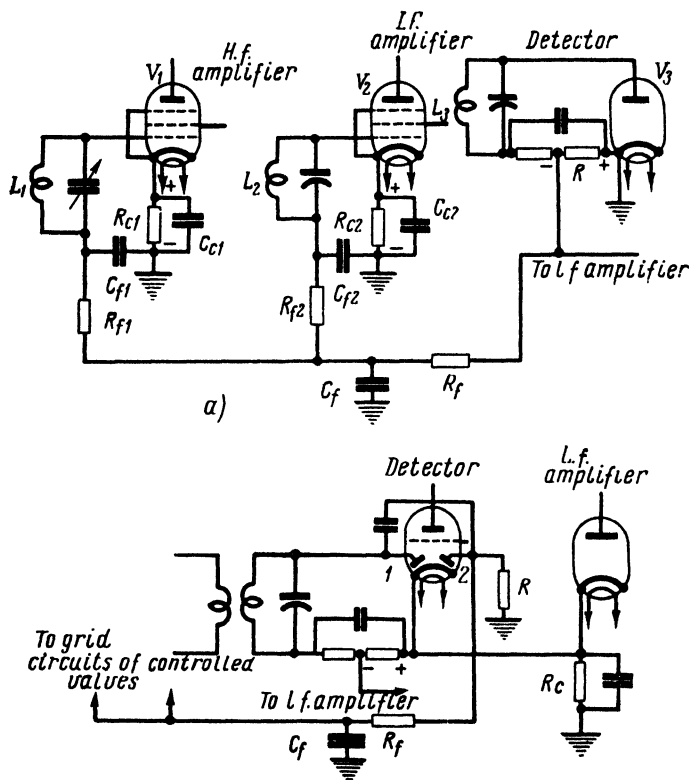 H.f.
amplifier
V1
I.f.
amplifier
V2
Detector
V3
L1
L2
L3
+
−
Rc1
Cc1
Cf1
Rf1
+
−
Rc2
Cc2
Cf2
Rf2
− R +
To l f amplifier
Cf
Rf
a)
Detector
L.f.
amplifier
1
2
R
− +
To grid
circuits of controlled
valves
To l f. amplifier
Rc
Cf
Rf